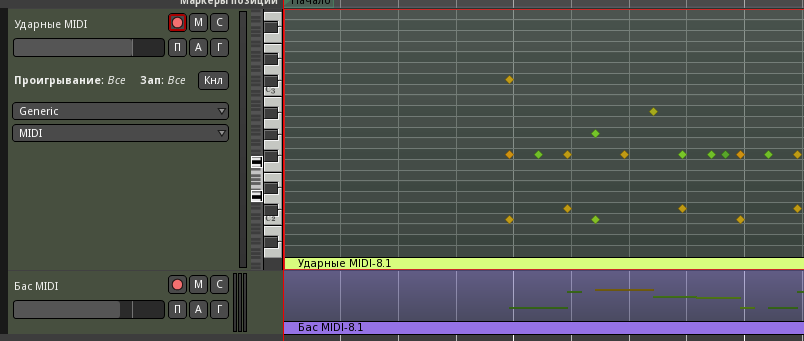 Маркеры позиции
Начало
Ударные MIDI
М
С
П
А
Г
Проигрывание: Все
Зап: Все
Кнл
Generic
MIDI
C3
C2
Ударные MIDI-8.1
Бас MIDI
М
С
П
А
Г
Бас MIDI-8.1